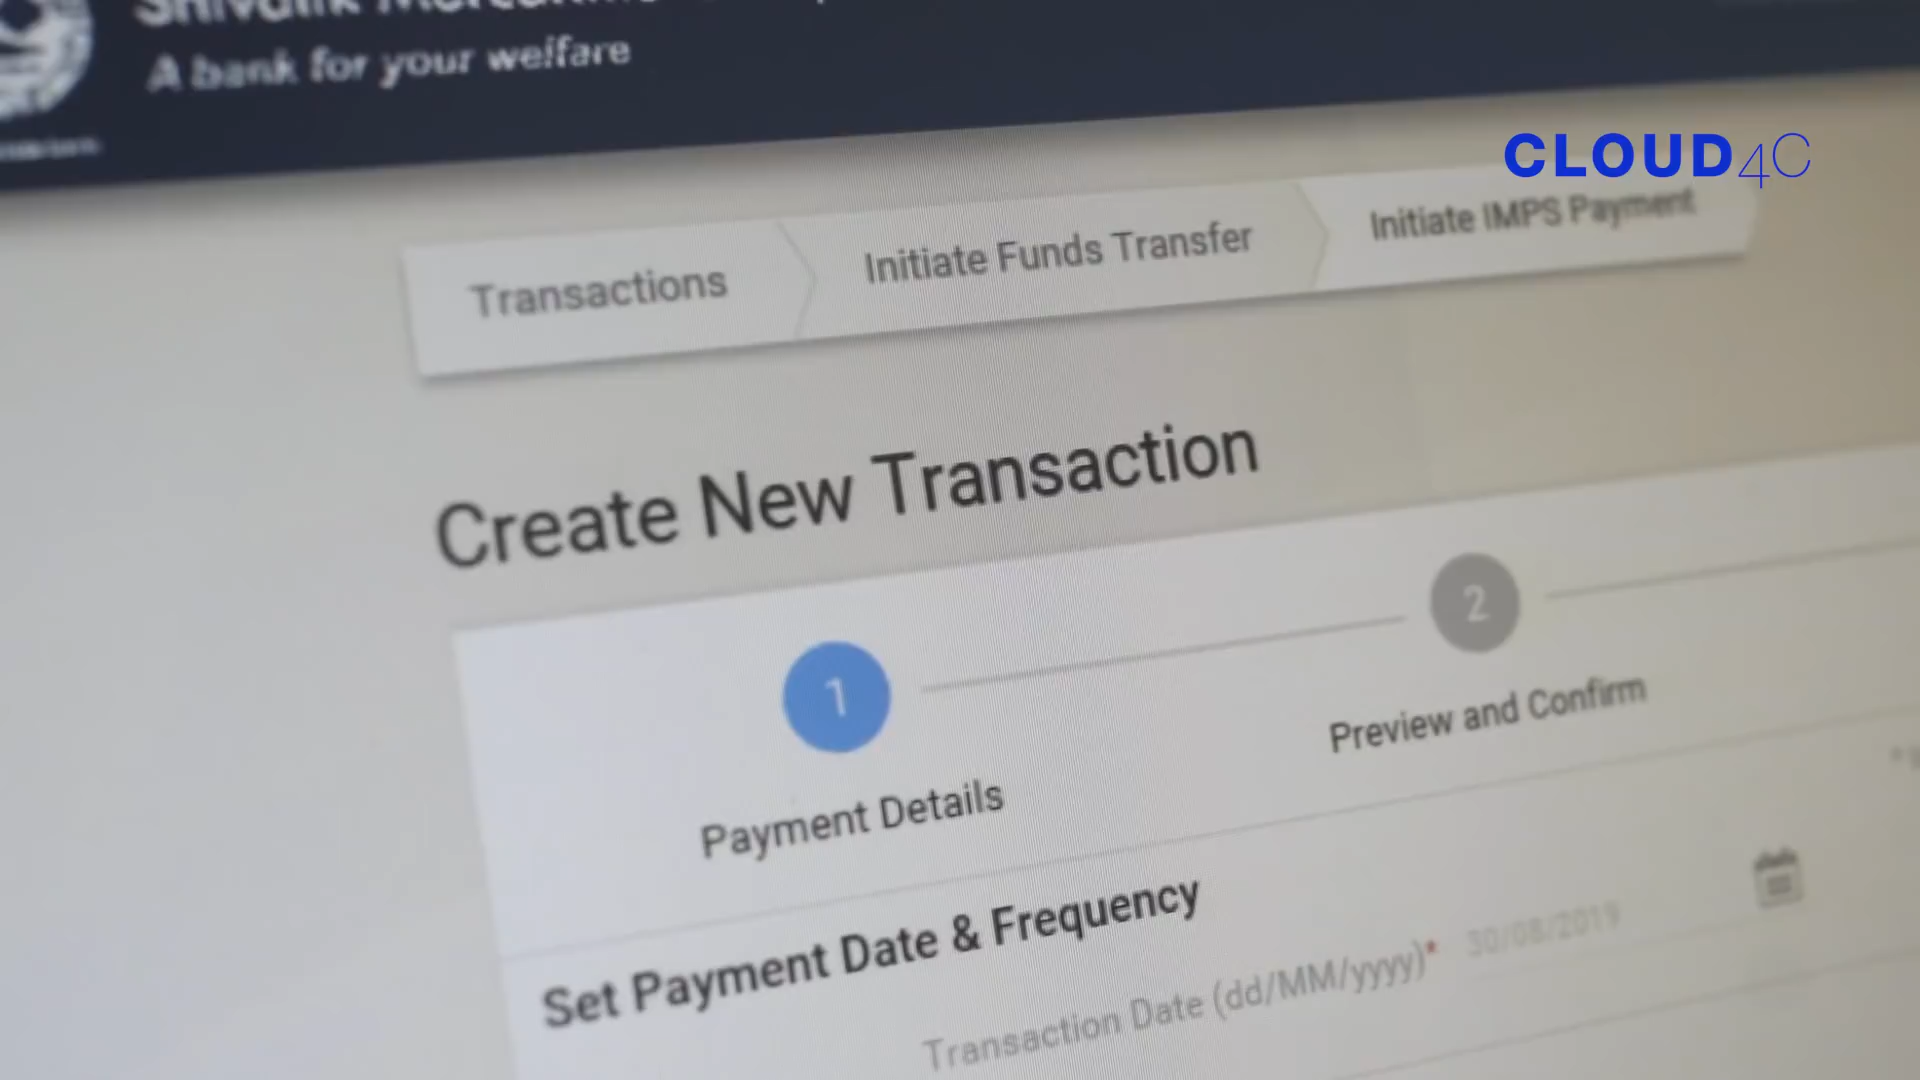 A bank for your welfare
CLOUD4C
Transactions
Initiate Funds Transfer
Initiate IMPS Payment
Create New Transaction
1
2
Payment Details
Preview and Confirm
Set Payment Date & Frequency
Transaction Date (dd/MM/yyyy)* 30/08/2019